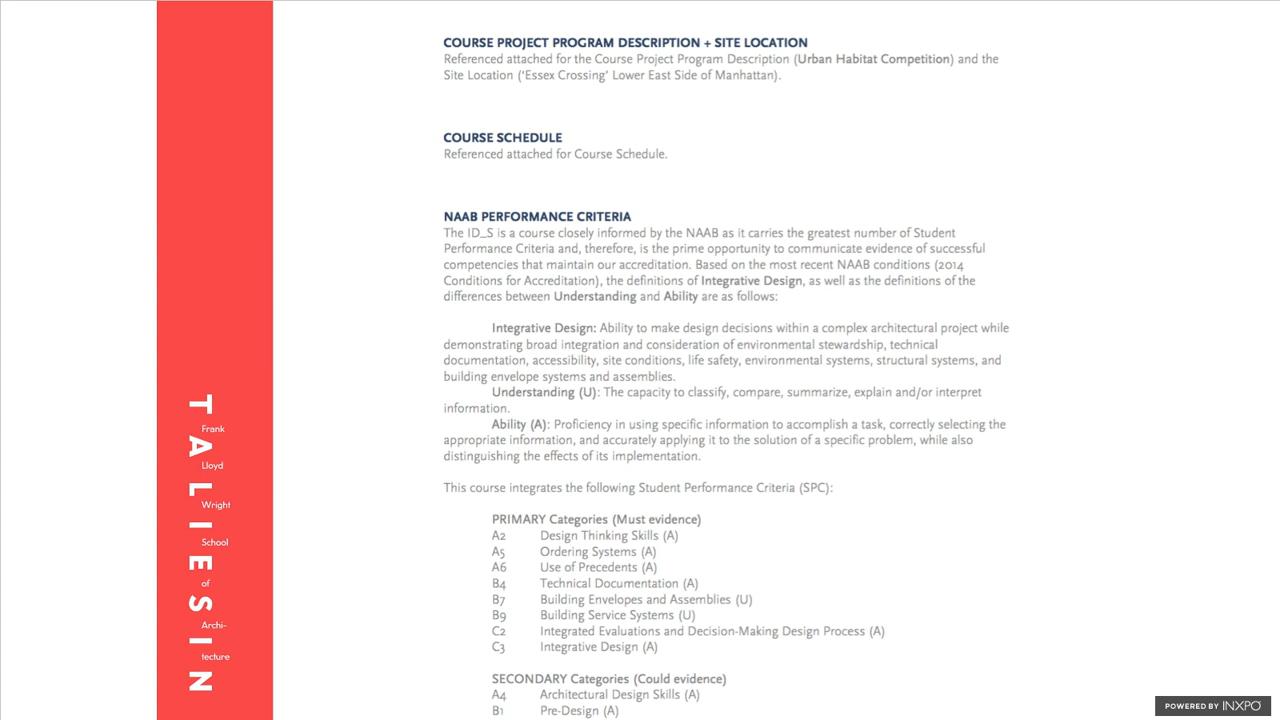 COURSE PROJECT PROGRAM DESCRIPTION + SITE LOCATION
Referenced attached for the Course Project Program Description (Urban Habitat Competition) and the
Site Location (‘Essex Crossing’ Lower East Side of Manhattan).
COURSE SCHEDULE
Referenced attached for Course Schedule.
NAAB PERFORMANCE CRITERIA
The ID_S is a course closely informed by the NAAB as it carries the greatest number of Student
Performance Criteria and, therefore, is the prime opportunity to communicate evidence of successful
competencies that maintain our accreditation. Based on the most recent NAAB conditions (2014
Conditions for Accreditation), the definitions of Integrative Design, as well as the definitions of the
differences between Understanding and Ability are as follows:
Integrative Design: Ability to make design decisions within a complex architectural project while
demonstrating broad integration and consideration of environmental stewardship, technical
documentation, accessibility, site conditions, life safety, environmental systems, structural systems, and
building envelope systems and assemblies.
Understanding (U): The capacity to classify, compare, summarize, explain and/or interpret
information.
Ability (A): Proficiency in using specific information to accomplish a task, correctly selecting the
appropriate information, and accurately applying it to the solution of a specific problem, while also
distinguishing the effects of its implementation.
This course integrates the following Student Performance Criteria (SPC):
PRIMARY Categories (Must evidence)
A2 Design Thinking Skills (A)
A5 Ordering Systems (A)
A6 Use of Precedents (A)
B4 Technical Documentation (A)
B7 Building Envelopes and Assemblies (U)
B9 Building Service Systems (U)
C2 Integrated Evaluations and Decision-Making Design Process (A)
C3 Integrative Design (A)
SECONDARY Categories (Could evidence)
A4 Architectural Design Skills (A)
B1 Pre-Design (A)
TALIESIN
Frank
Lloyd
Wright
School
of
Archi-
tecture
POWERED BY INXPO